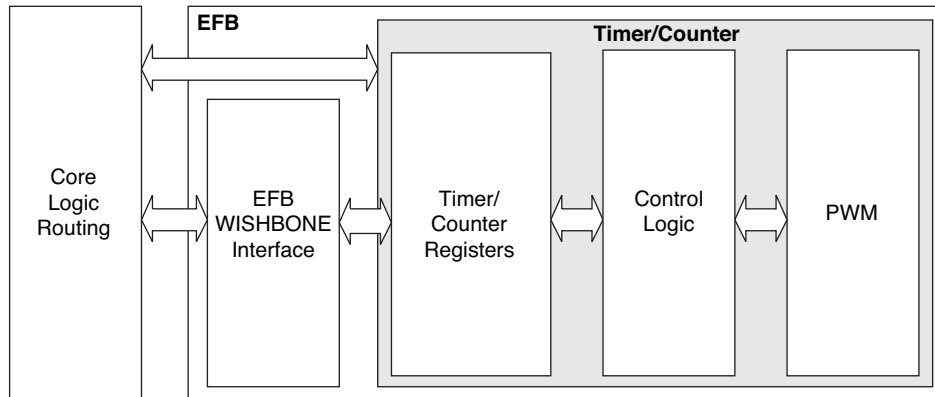 EFB
Timer/Counter
Core
Logic
Routing
EFB
WISHBONE
Interface
Timer/
Counter
Registers
Control
Logic
PWM